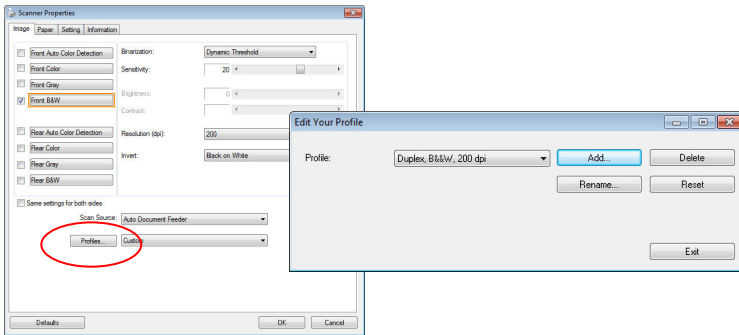 Scanner Properties
Image Paper Setting Information
Front Auto Color Detection
Binarization:
Dynamic Threshold
Front Color
Sensitivity:
20
Front Gray
Brightness:
0
Front B&W
Contrast:
Rear Auto Color Detection
Resolution (dpi):
200
Rear Color
Invert:
Black on White
Rear Gray
Rear B&W
Same settings for both sides
Scan Source:
Auto Document Feeder
Profiles...
Custom
Defaults
OK
Cancel
Edit Your Profile
Profile:
Duplex, B&&W, 200 dpi
Add...
Delete
Rename...
Reset
Exit